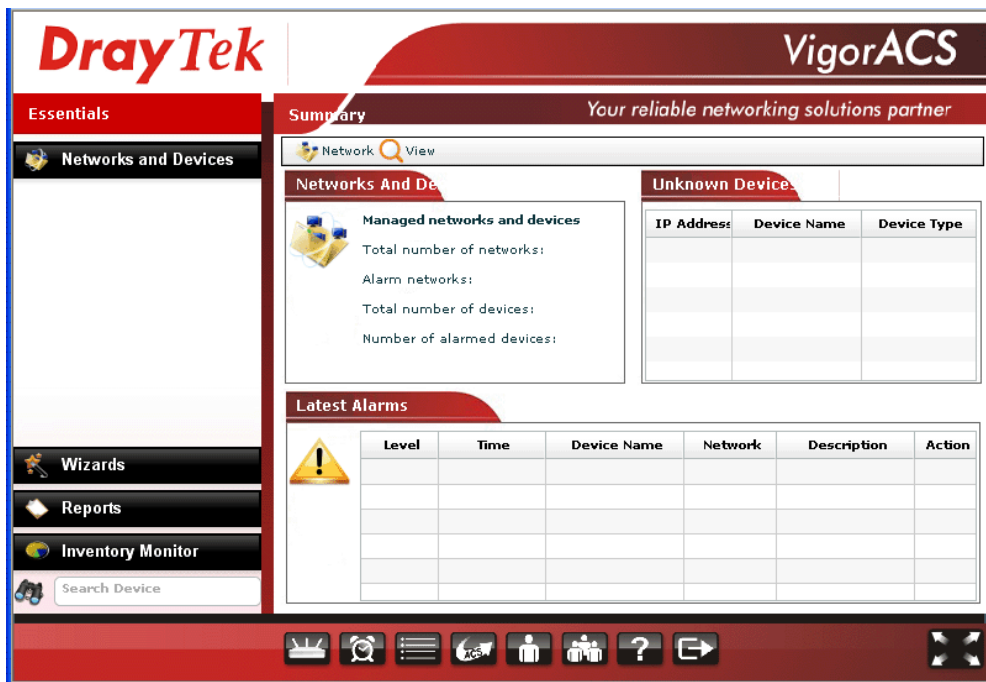 DrayTek
VigorACS
Essentials
Summary
Your reliable networking solutions partner
Networks and Devices
Network View
Networks And De
Managed networks and devices
Total number of networks:
Alarm networks:
Total number of devices:
Number of alarmed devices:
Unknown Devices
IP Address Device Name Device Type
Latest Alarms
Level Time Device Name Network Description Action
Wizards
Reports
Inventory Monitor
Search Device
ACS
?